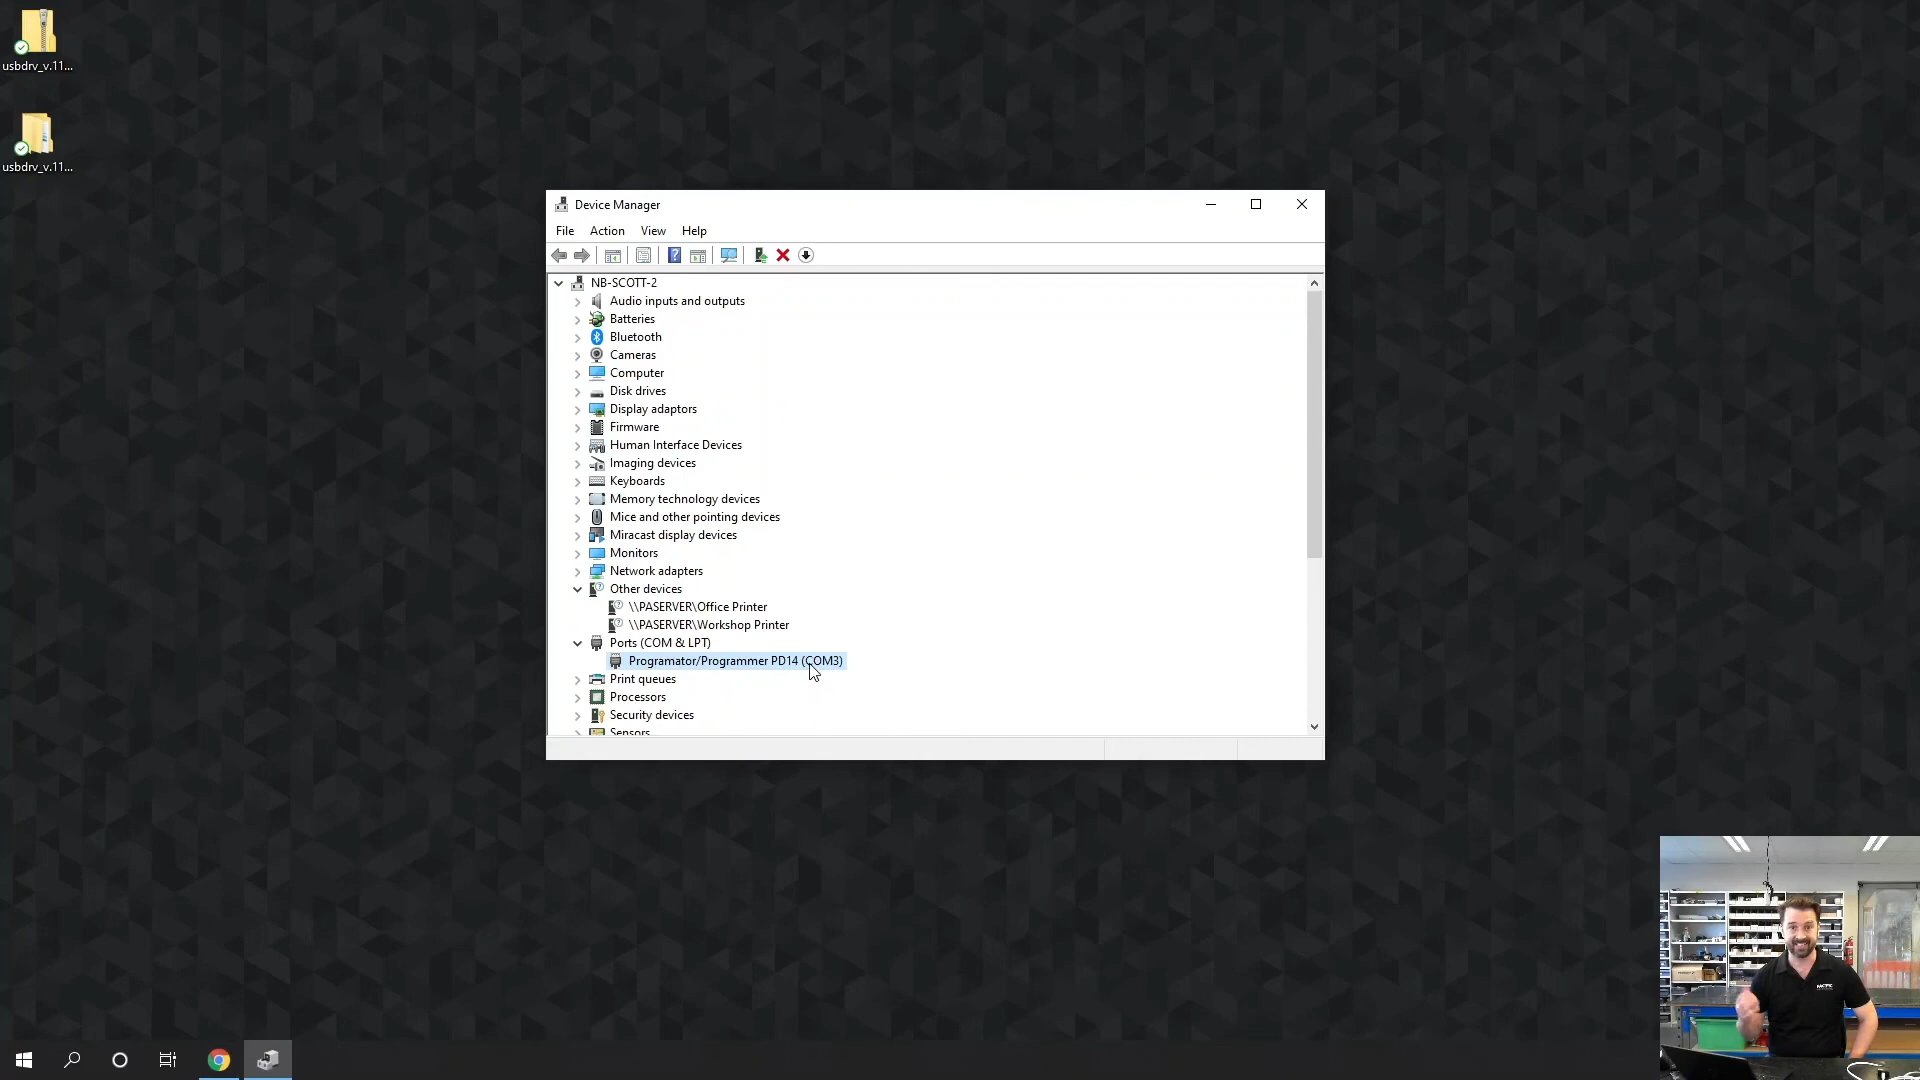 usbdrv_v.11...
usbdrv_v.11...
Device Manager
File Action View Help
NB-SCOTT-2
Audio inputs and outputs
Batteries
Bluetooth
Cameras
Computer
Disk drives
Display adaptors
Firmware
Human Interface Devices
Imaging devices
Keyboards
Memory technology devices
Mice and other pointing devices
Miracast display devices
Monitors
Network adapters
Other devices
\\PASERVER\Office Printer
\\PASERVER\Workshop Printer
Ports (COM & LPT)
Programator/Programmer PD14 (COM3)
Print queues
Processors
Security devices
Sensors